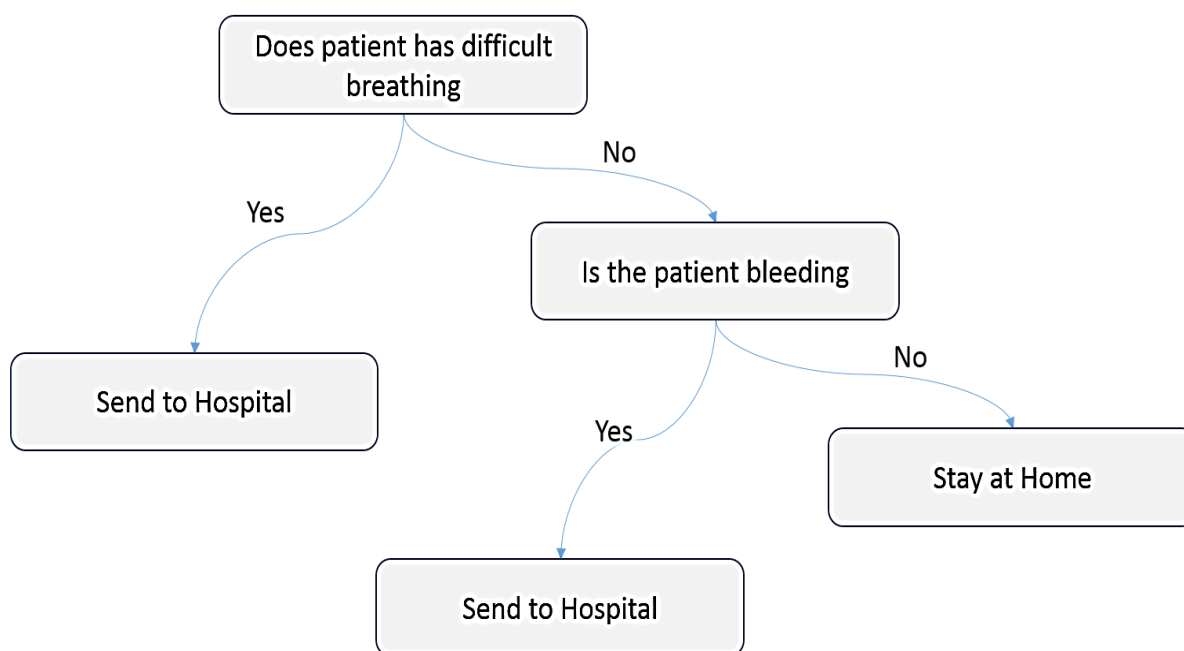 Does patient has difficult
breathing
No
Yes
Is the patient bleeding
Send to Hospital
No
Yes
Stay at Home
Send to Hospital